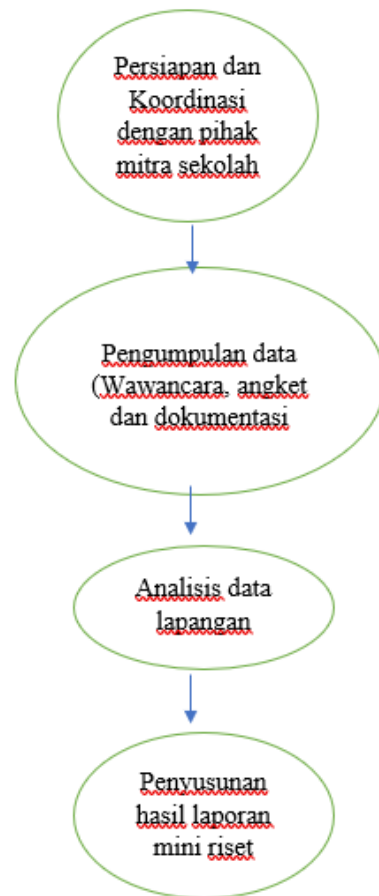 Persiapan dan
Koordinasi
dengan pihak
mitra sekolah
Pengumpulan data
(Wawancara, angket
dan dokumentasi
Analisis data
lapangan
Penyusunan
hasil laporan
mini riset